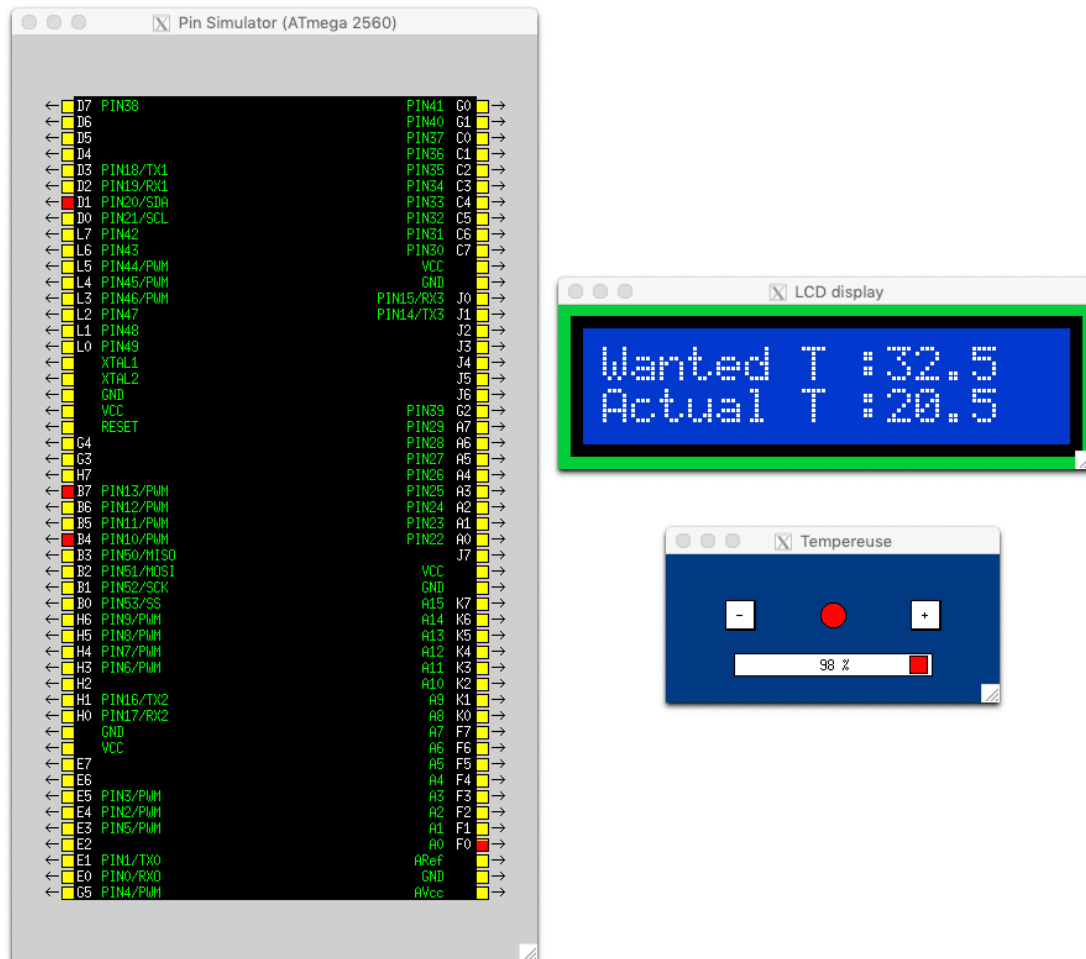 Pin Simulator (ATmega 2560)
D7 PIN38 PIN41 G0
D6 PIN40 G1
D5 PIN37 C0
D4 PIN36 C1
D3 PIN18/TX1 PIN35 C2
D2 PIN19/RX1 PIN34 C3
D1 PIN20/SDA PIN33 C4
D0 PIN21/SCL PIN32 C5
L7 PIN42 PIN31 C6
L6 PIN43 PIN30 C7
L5 PIN44/PWM VCC
L4 PIN45/PWM GND
L3 PIN46/PWM PIN15/RX3 J0
L2 PIN47 PIN14/TX3 J1
L1 PIN48 J2
L0 PIN49 J3
XTAL1 J4
XTAL2 J5
GND J6
VCC PIN39 G2
RESET PIN29 A7
G4 PIN28 A6
G3 PIN27 A5
H7 PIN26 A4
B7 PIN13/PWM PIN25 A3
B6 PIN12/PWM PIN24 A2
B5 PIN11/PWM PIN23 A1
B4 PIN10/PWM PIN22 A0
B3 PIN50/MISO J7
B2 PIN51/MOSI VCC
B1 PIN52/SCK GND
B0 PIN53/SS A15 K7
H6 PIN9/PWM A14 K6
H5 PIN8/PWM A13 K5
H4 PIN7/PWM A12 K4
H3 PIN6/PWM A11 K3
H2 A10 K2
H1 PIN16/TX2 A9 K1
H0 PIN17/RX2 A8 K0
GND A7 F7
VCC A6 F6
E7 A5 F5
E6 A4 F4
E5 PIN3/PWM A3 F3
E4 PIN2/PWM A2 F2
E3 PIN5/PWM A1 F1
E2 A0 F0
E1 PIN1/TX0 ARef
E0 PIN0/RX0 GND
G5 PIN4/PWM AVcc
LCD display
Wanted T :32.5
Actual T :20.5
Tempereuse
- +
98 %